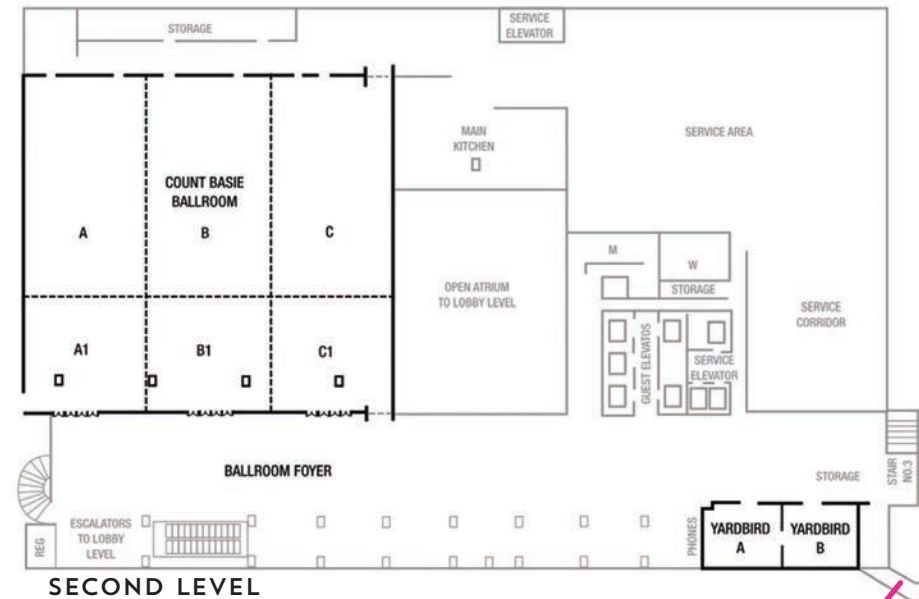 STORAGE
SERVICE
ELEVATOR
MAIN
KITCHEN
SERVICE AREA
COUNT BASIE
BALLROOM
A
B
C
M
W
STORAGE
OPEN ATRIUM
TO LOBBY LEVEL
SERVICE
CORRIDOR
A1
B1
C1
GUEST ELEVATOS
SERVICE
ELEVATOR
BALLROOM FOYER
STORAGE
STAIR
NO.3
REG
ESCALATORS
TO LOBBY
LEVEL
PHONES
YARDBIRD
A
YARDBIRD
B
SECOND LEVEL